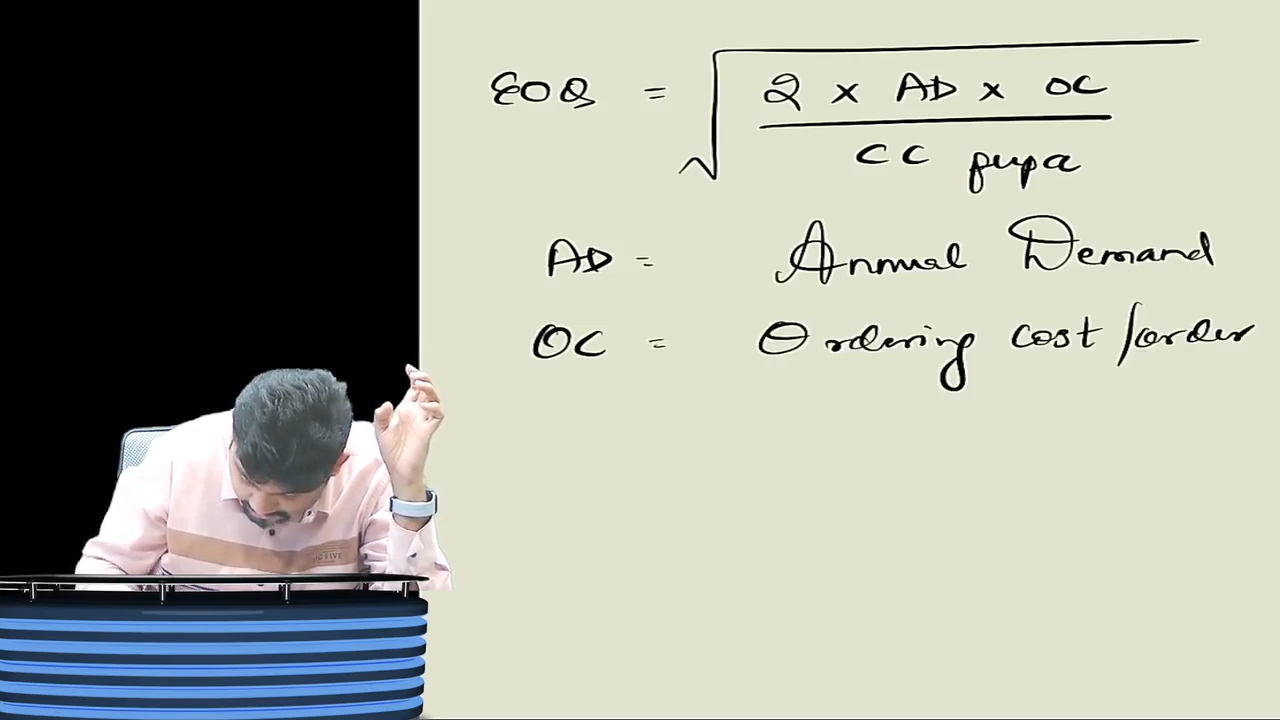 EOQ = √ 2 x AD x OC
CC pupa
AD = Annual Demand
OC = Ordering cost /order